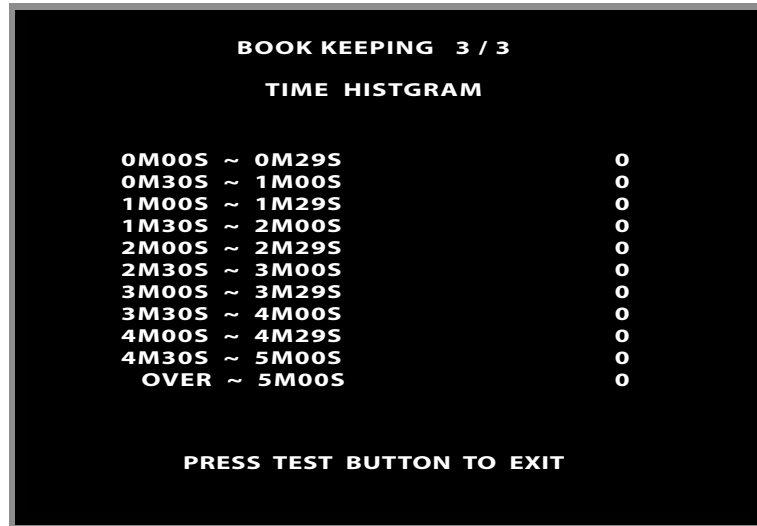 BOOK KEEPING 3 / 3
TIME HISTGRAM
0M00S ~ 0M29S 0
0M30S ~ 1M00S 0
1M00S ~ 1M29S 0
1M30S ~ 2M00S 0
2M00S ~ 2M29S 0
2M30S ~ 3M00S 0
3M00S ~ 3M29S 0
3M30S ~ 4M00S 0
4M00S ~ 4M29S 0
4M30S ~ 5M00S 0
OVER ~ 5M00S 0
PRESS TEST BUTTON TO EXIT